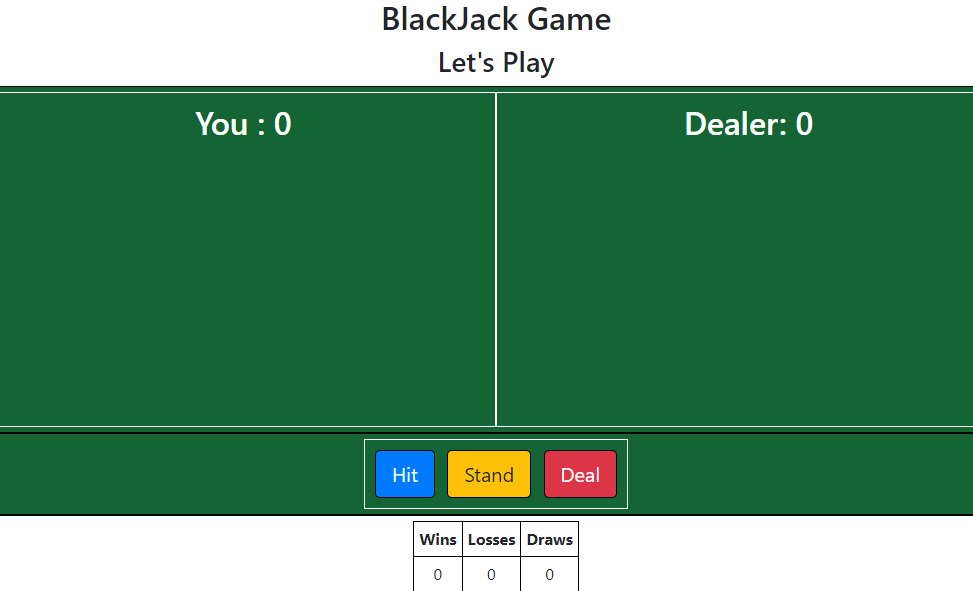 BlackJack Game
Let's Play
You : 0
Dealer: 0
Hit
Stand
Deal
Wins Losses Draws
0 0 0